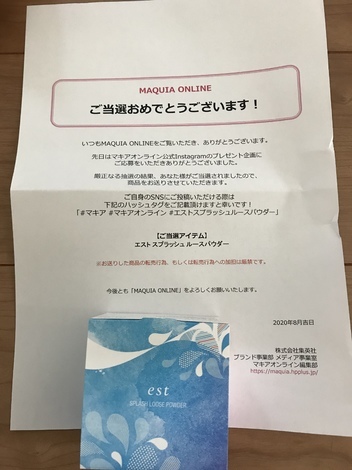 MAQUIA ONLINE
ご当選おめでとうございます！
いつもMAQUIA ONLINEをご覧いただき、ありがとうございます。
先日はマキアオンライン公式Instagramのプレゼント企画に
ご応募をいただきありがとうございました。
厳正なる抽選の結果、あなた様がご当選されましたので、
商品をお送りさせていただきます。
ご自身のSNSにご投稿いただける際は
下記のハッシュタグをご記載頂けますと幸いです！
「#マキア #マキアオンライン #エストスプラッシュルースパウダー」
【ご当選アイテム】
エスト スプラッシュ ルースパウダー
※お送りした商品の転売行為、もしくは転売行為への加担は厳禁です。
今後とも「MAQUIA ONLINE」をよろしくお願いいたします。
2020年8月吉日
株式会社集英社
ブランド事業部 メディア事業室
マキアオンライン編集部
https://maquia.hpplus.jp/
est
SPLASH LOOSE POWDER